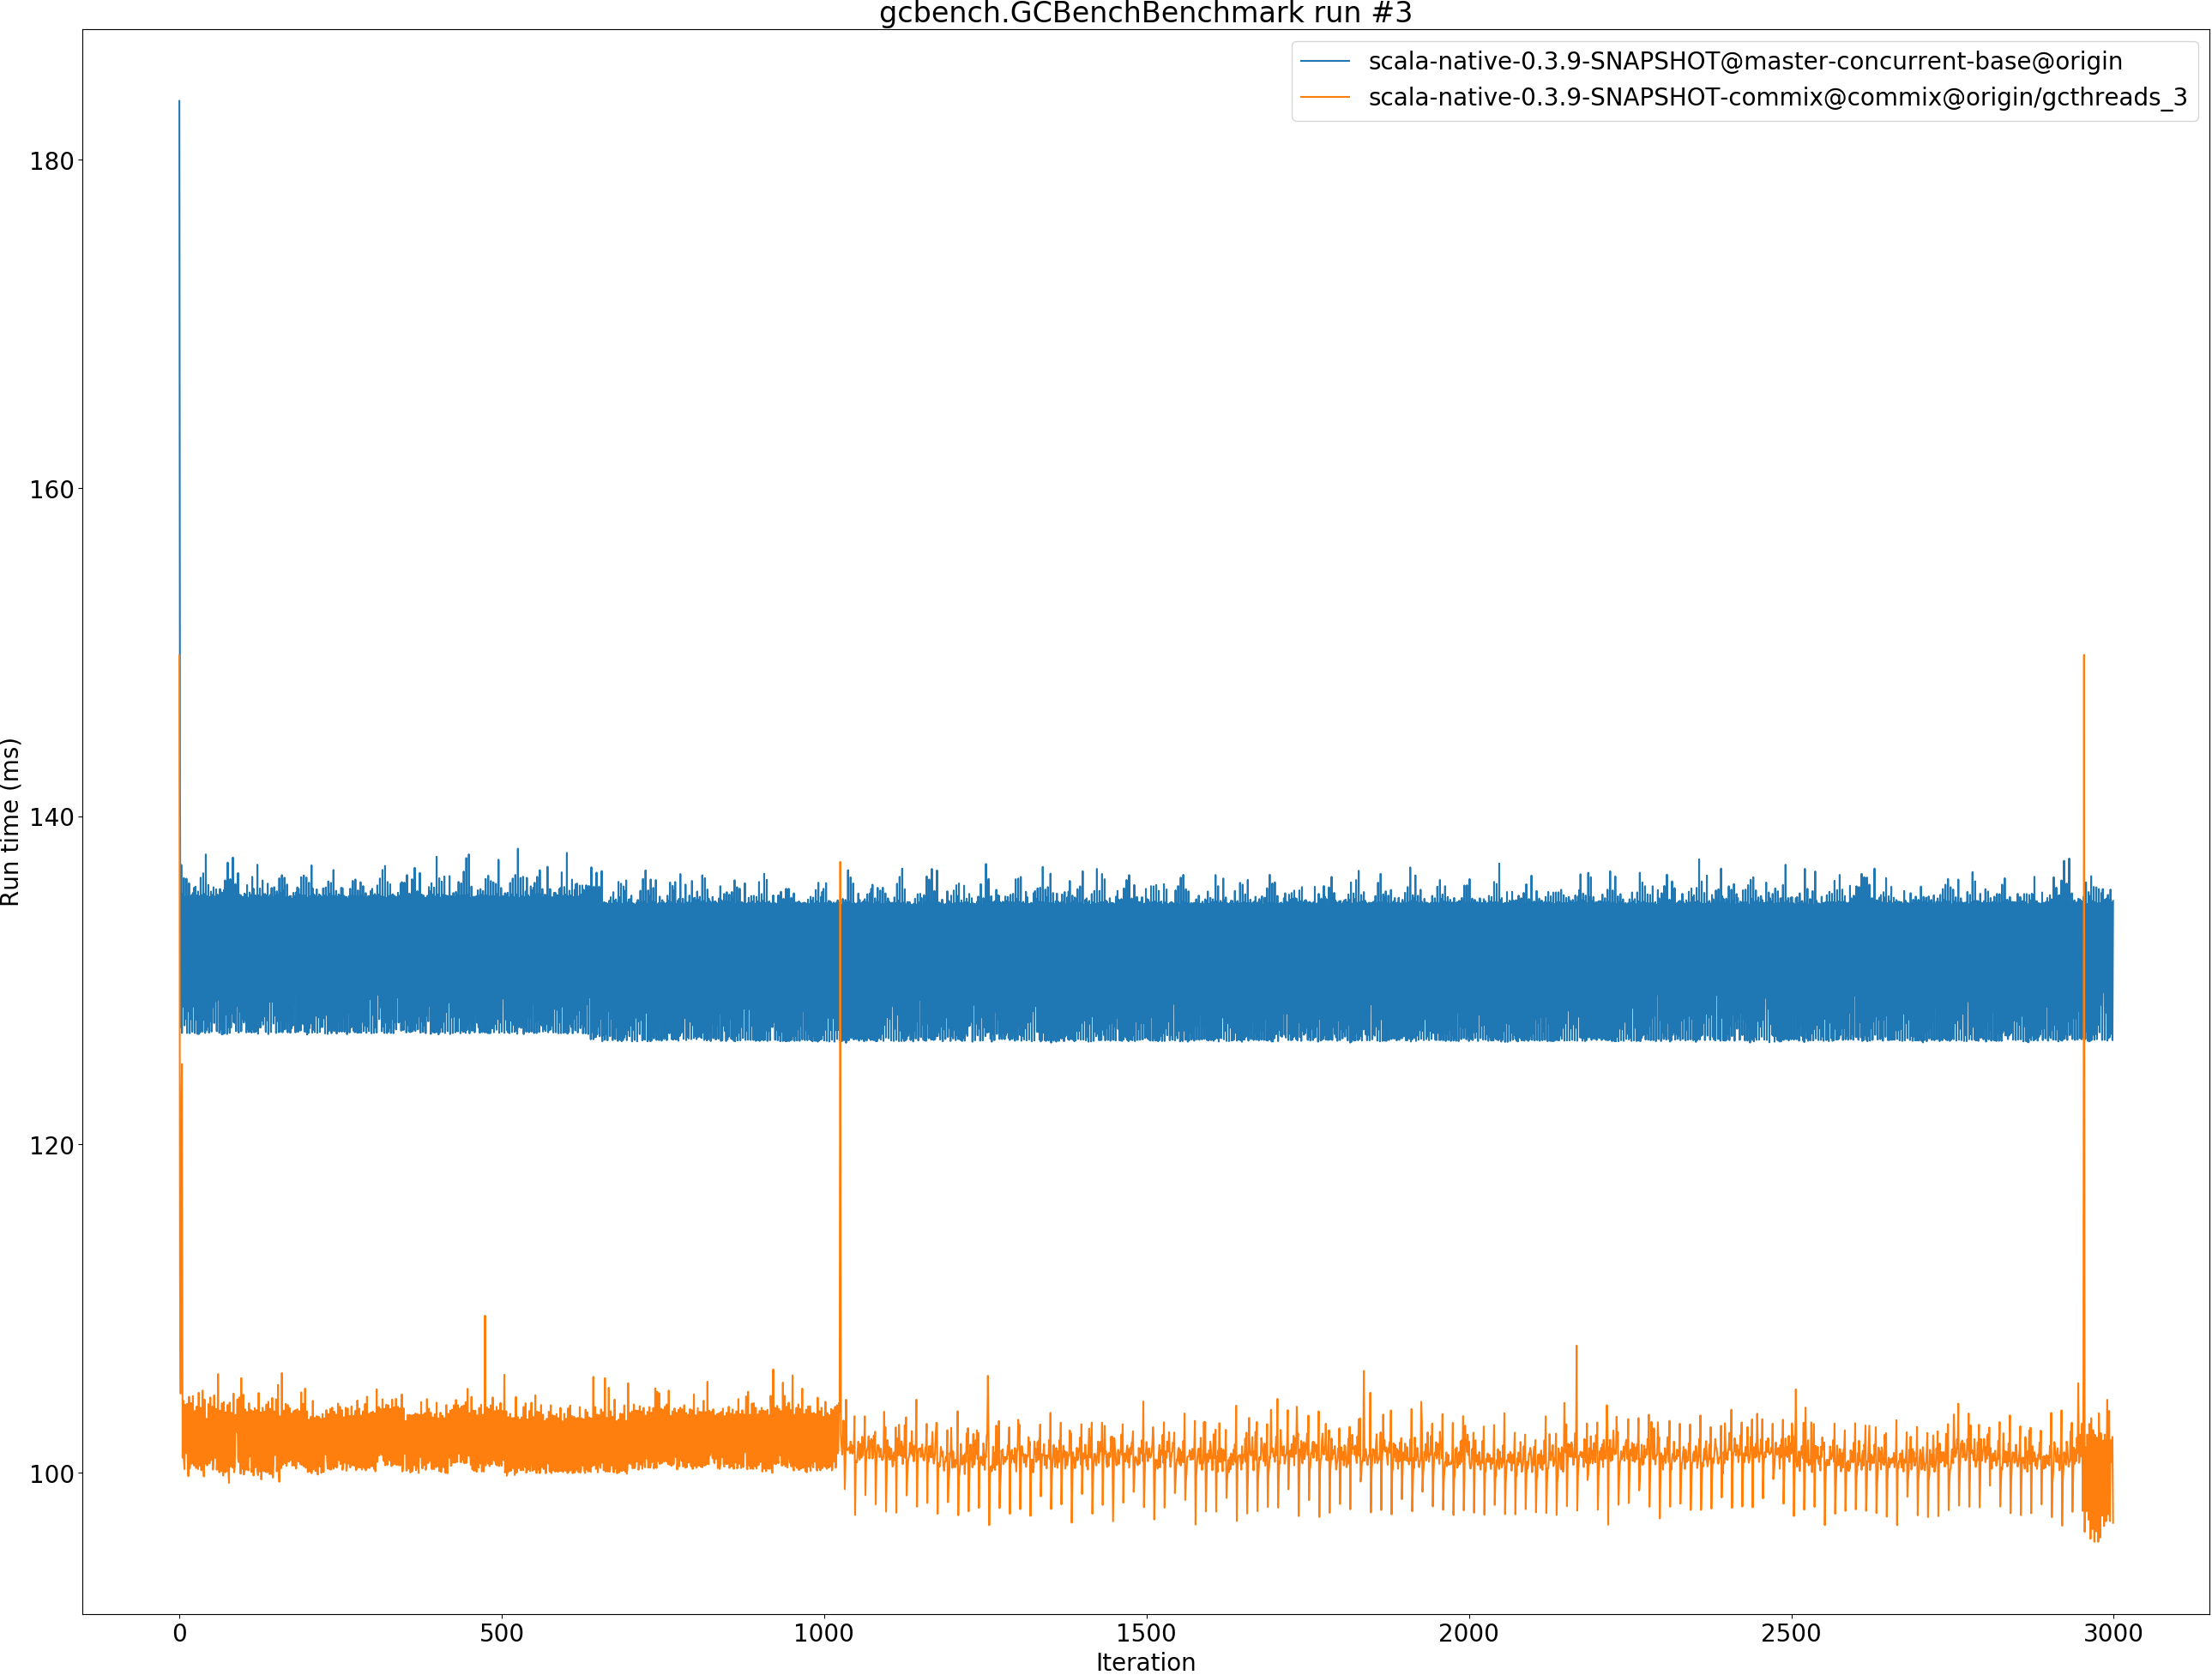 gcbench.GCBenchBenchmark run #3
scala-native-0.3.9-SNAPSHOT@master-concurrent-base@origin
scala-native-0.3.9-SNAPSHOT-commix@commix@origin/gcthreads_3
Run time (ms)
180
160
140
120
100
0 500 1000 1500 2000 2500 3000
Iteration